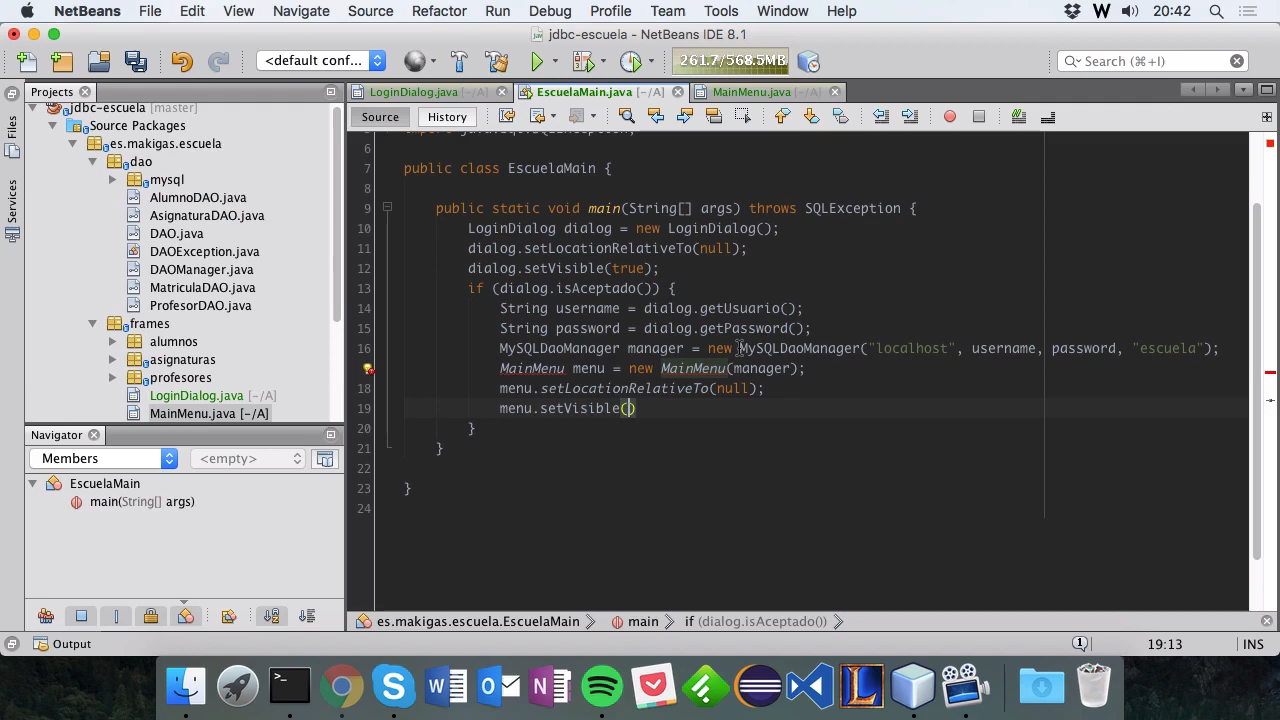 NetBeans File Edit View Navigate Source Refactor Run Debug Profile Team Tools Window Help 20:42
jdbc-escuela - NetBeans IDE 8.1
<default conf... 261.7/568.5MB Search (⌘+I)
Projects LoginDialog.java [-/A] EscuelaMain.java [-/A] MainMenu.java [-/A]
Source History
Files
Services
jdbc-escuela [master]
Source Packages
es.makigas.escuela
dao
mysql
AlumnoDAO.java
AsignaturaDAO.java
DAO.java
DAOException.java
DAOManager.java
MatriculaDAO.java
ProfesorDAO.java
frames
alumnos
asignaturas
profesores
LoginDialog.java
MainMenu.java [-/A]
Navigator
Members <empty>
EscuelaMain
main(String[] args)
6
7 public class EscuelaMain {
8
9 public static void main(String[] args) throws SQLException {
10 LoginDialog dialog = new LoginDialog();
11 dialog.setLocationRelativeTo(null);
12 dialog.setVisible(true);
13 if (dialog.isAceptado()) {
14 String username = dialog.getUsuario();
15 String password = dialog.getPassword();
16 MySQLDaoManager manager = new MySQLDaoManager("localhost", username, password, "escuela");
MainMenu menu = new MainMenu(manager);
18 menu.setLocationRelativeTo(null);
19 menu.setVisible()
20 }
21 }
22
23 }
24
es.makigas.escuela.EscuelaMain main if (dialog.isAceptado())
Output 1 19:13 INS